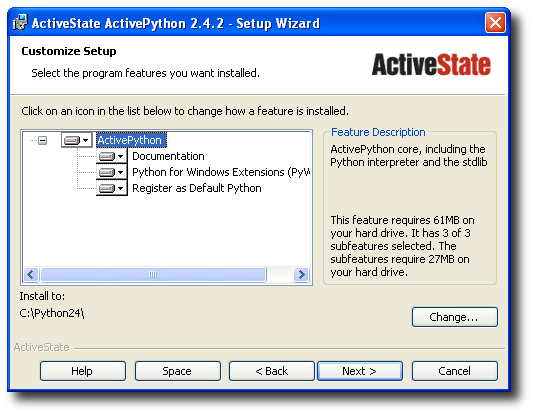 ActiveState ActivePython 2.4.2 - Setup Wizard
Customize Setup
Select the program features you want installed.
ActiveState
Click on an icon in the list below to change how a feature is installed.
ActivePython
Documentation
Python for Windows Extensions (PyW
Register as Default Python
Feature Description
ActivePython core, including the
Python interpreter and the stdlib
This feature requires 61MB on
your hard drive. It has 3 of 3
subfeatures selected. The
subfeatures require 27MB on
your hard drive.
Install to:
C:\Python24\
Change...
ActiveState
Help
Space
< Back
Next >
Cancel